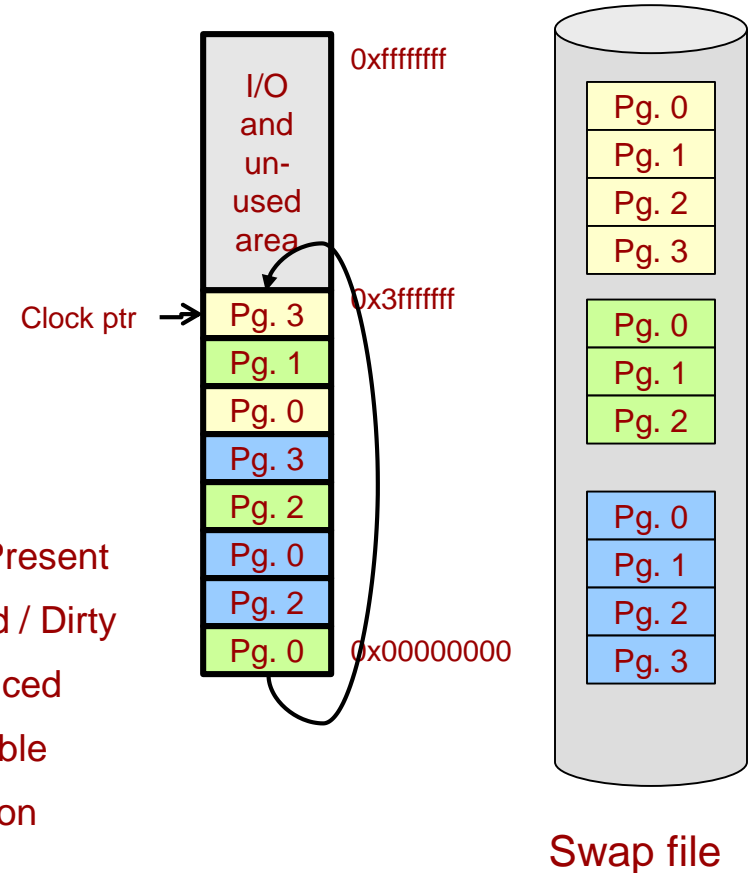 0xffffffff
I/O
and
un-
used
area
0x3fffffff
Clock ptr
Pg. 3
Pg. 1
Pg. 0
Pg. 3
Pg. 2
Pg. 0
Pg. 2
Pg. 0
0x00000000
Present
/ Dirty
Pg. 0
Pg. 1
Pg. 2
Pg. 3
Pg. 0
Pg. 1
Pg. 2
Pg. 0
Pg. 1
Pg. 2
Pg. 3
Swap file